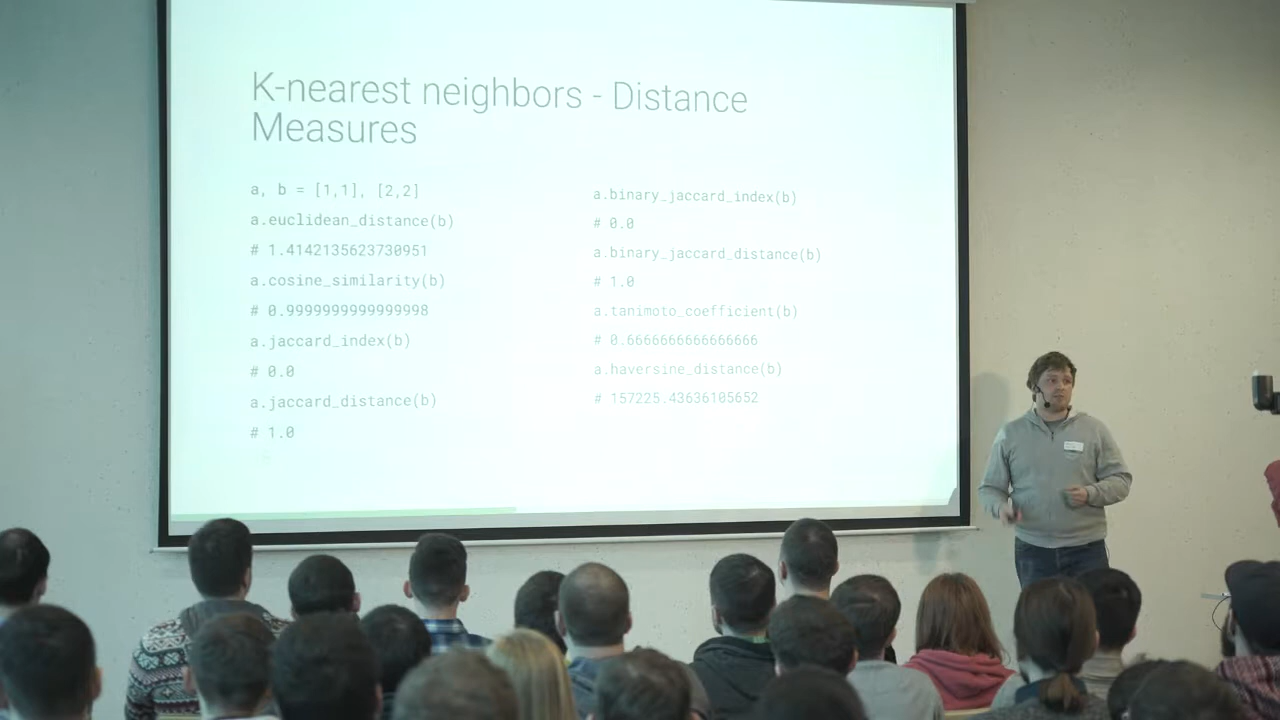 K-nearest neighbors - Distance
Measures
a, b = [1,1], [2,2]
a.euclidean_distance(b)
# 1.4142135623730951
a.cosine_similarity(b)
# 0.9999999999999998
a.jaccard_index(b)
# 0.0
a.jaccard_distance(b)
# 1.0
a.binary_jaccard_index(b)
# 0.0
a.binary_jaccard_distance(b)
# 1.0
a.tanimoto_coefficient(b)
# 0.6666666666666666
a.haversine_distance(b)
# 157225.43636105652